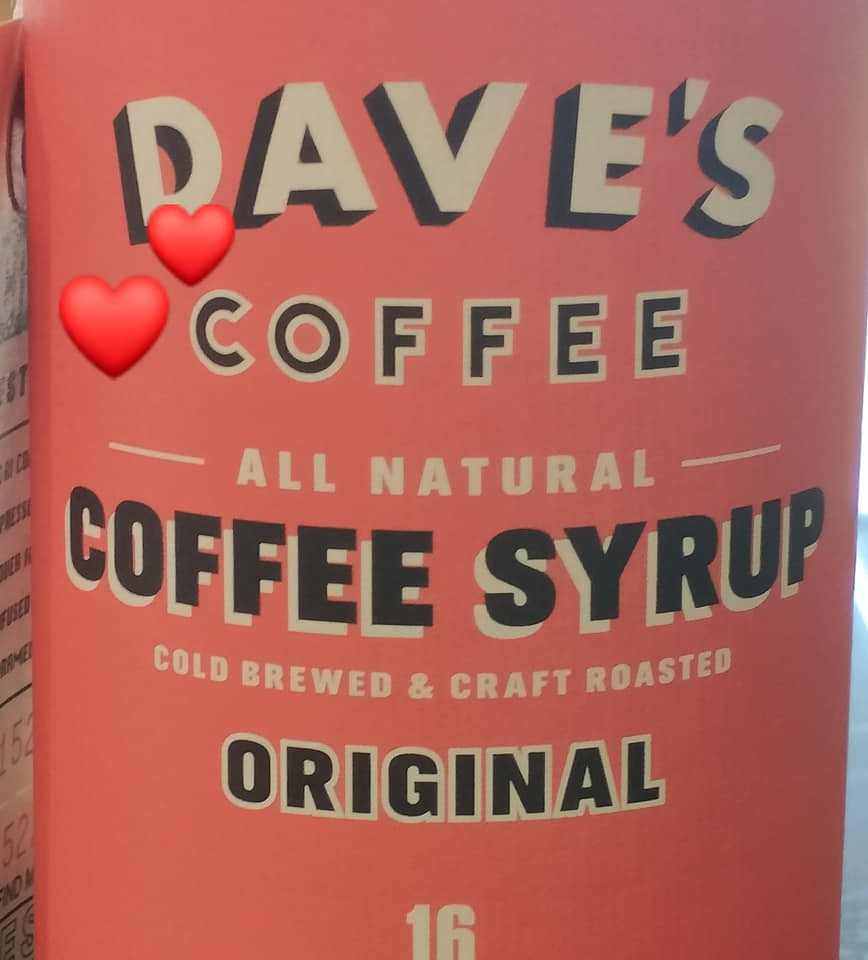 DAVE'S
COFFEE
ALL NATURAL
COFFEE SYRUP
COLD BREWED & CRAFT ROASTED
ORIGINAL
16